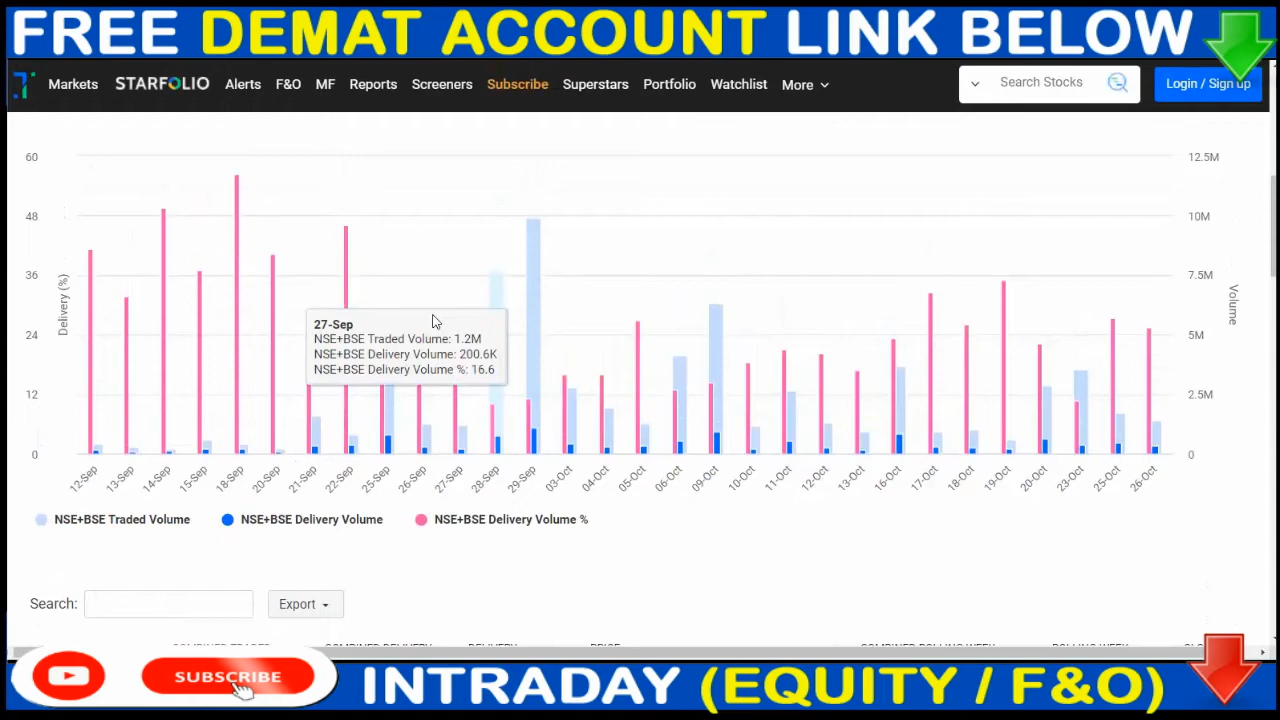 FREE DEMAT ACCOUNT LINK BELOW
Markets STARFOLIO Alerts F&O MF Reports Screeners Subscribe Superstars Portfolio Watchlist More Search Stocks Login / Sign up
60 12.5M
48 10M
36 7.5M
24 5M
12 2.5M
0 0
Delivery (%)
Volume
27-Sep
NSE+BSE Traded Volume: 1.2M
NSE+BSE Delivery Volume: 200.6K
NSE+BSE Delivery Volume %: 16.6
12-Sep 13-Sep 14-Sep 15-Sep 18-Sep 20-Sep 21-Sep 22-Sep 25-Sep 26-Sep 27-Sep 28-Sep 29-Sep 03-Oct 04-Oct 05-Oct 06-Oct 09-Oct 10-Oct 11-Oct 12-Oct 13-Oct 16-Oct 17-Oct 18-Oct 19-Oct 20-Oct 23-Oct 25-Oct 26-Oct
NSE+BSE Traded Volume NSE+BSE Delivery Volume NSE+BSE Delivery Volume %
Search: Export
SUBSCRIBE
INTRADAY (EQUITY / F&O)